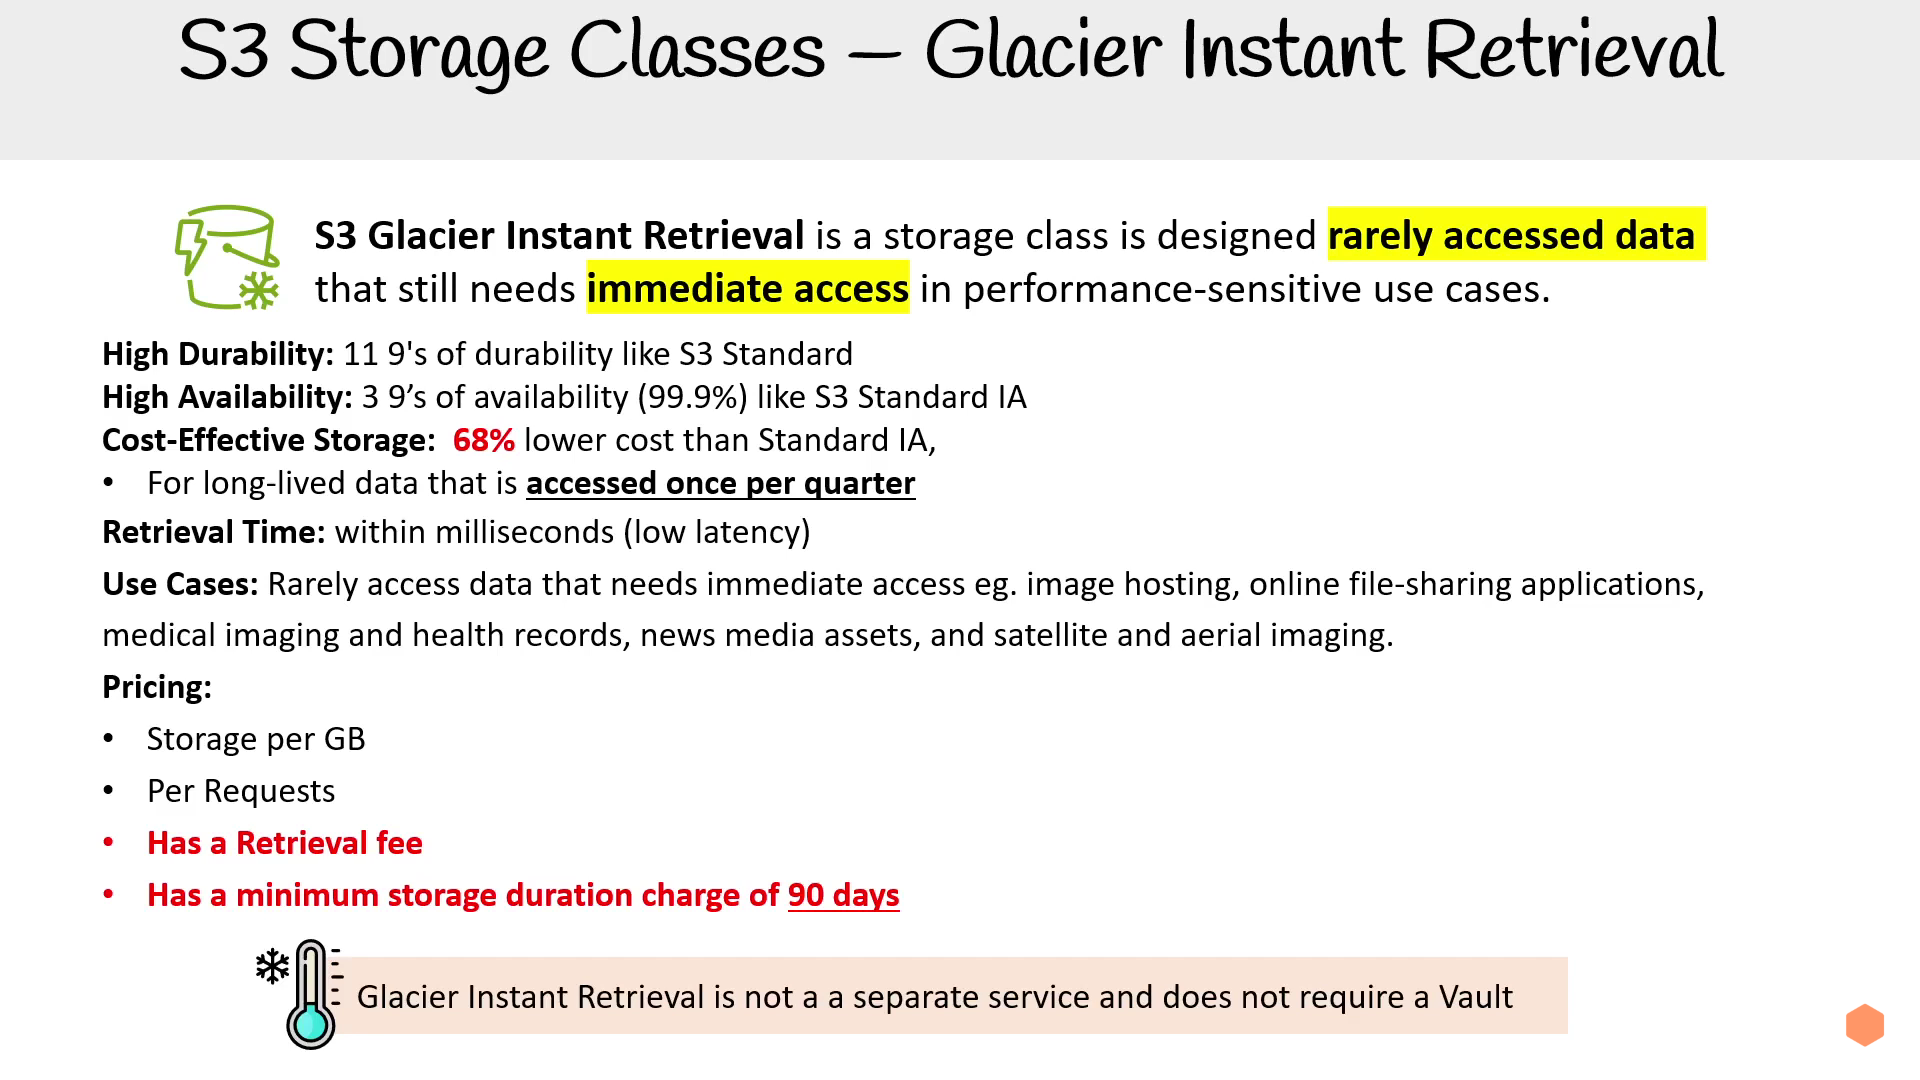 S3 Storage Classes – Glacier Instant Retrieval
S3 Glacier Instant Retrieval is a storage class is designed rarely accessed data
that still needs immediate access in performance-sensitive use cases.
High Durability: 11 9's of durability like S3 Standard
High Availability: 3 9’s of availability (99.9%) like S3 Standard IA
Cost-Effective Storage: 68% lower cost than Standard IA,
• For long-lived data that is accessed once per quarter
Retrieval Time: within milliseconds (low latency)
Use Cases: Rarely access data that needs immediate access eg. image hosting, online file-sharing applications,
medical imaging and health records, news media assets, and satellite and aerial imaging.
Pricing:
• Storage per GB
• Per Requests
• Has a Retrieval fee
• Has a minimum storage duration charge of 90 days
Glacier Instant Retrieval is not a a separate service and does not require a Vault